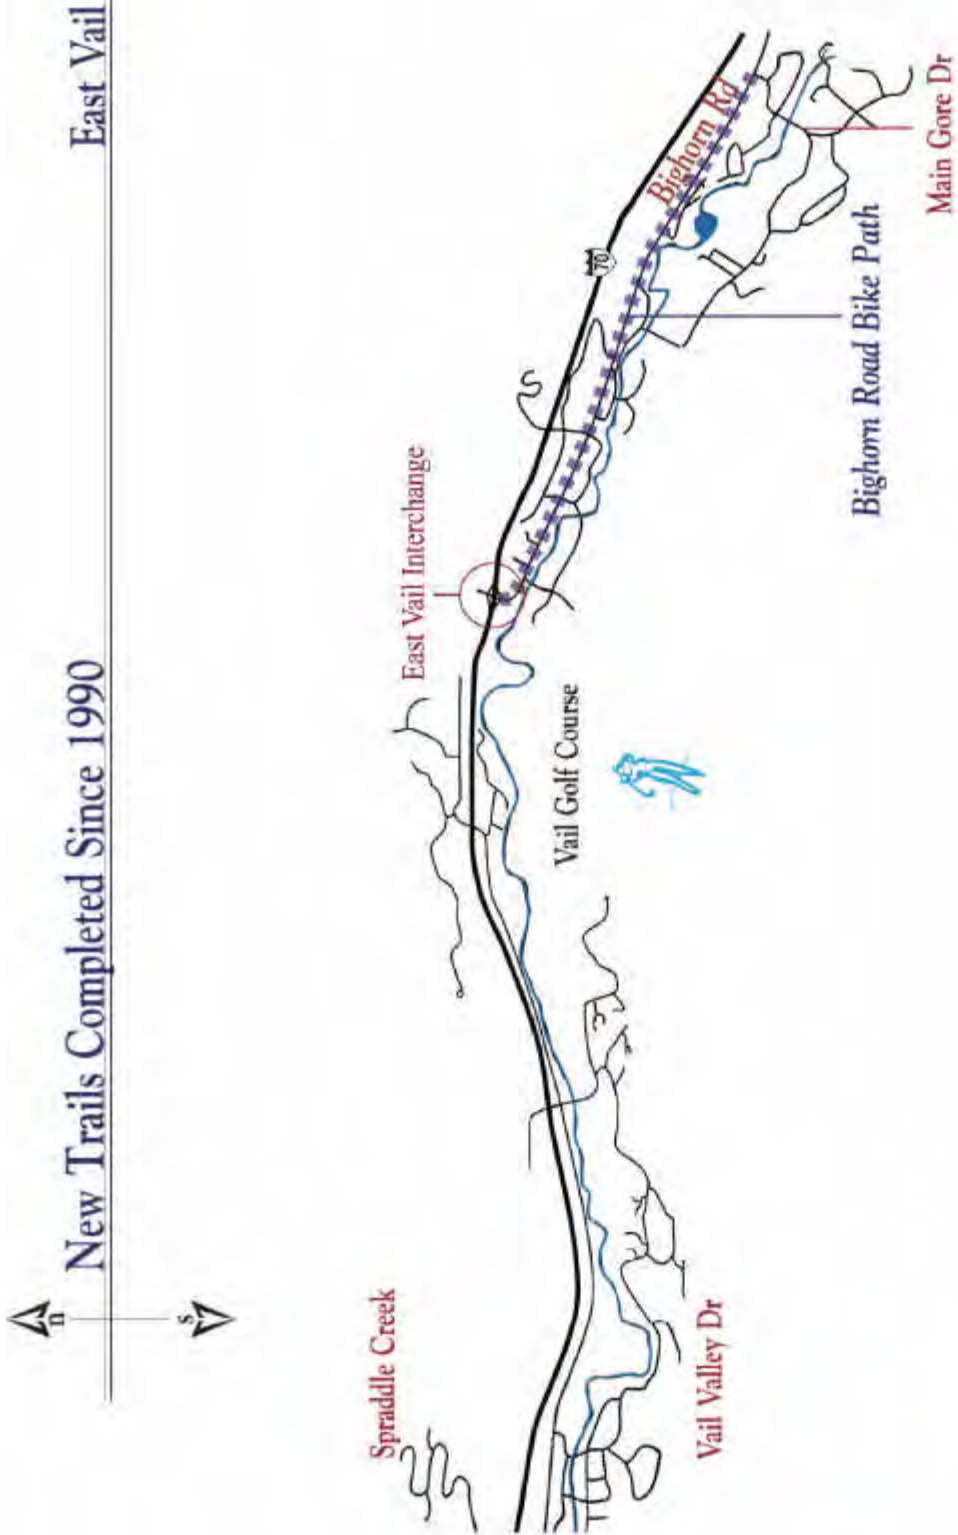 New Trails Completed Since 1990
East Vail
n
s
Spraddle Creek
East Vail Interchange
70
Bighorn Rd
Vail Golf Course
Vail Valley Dr
Bighorn Road Bike Path
Main Gore Dr